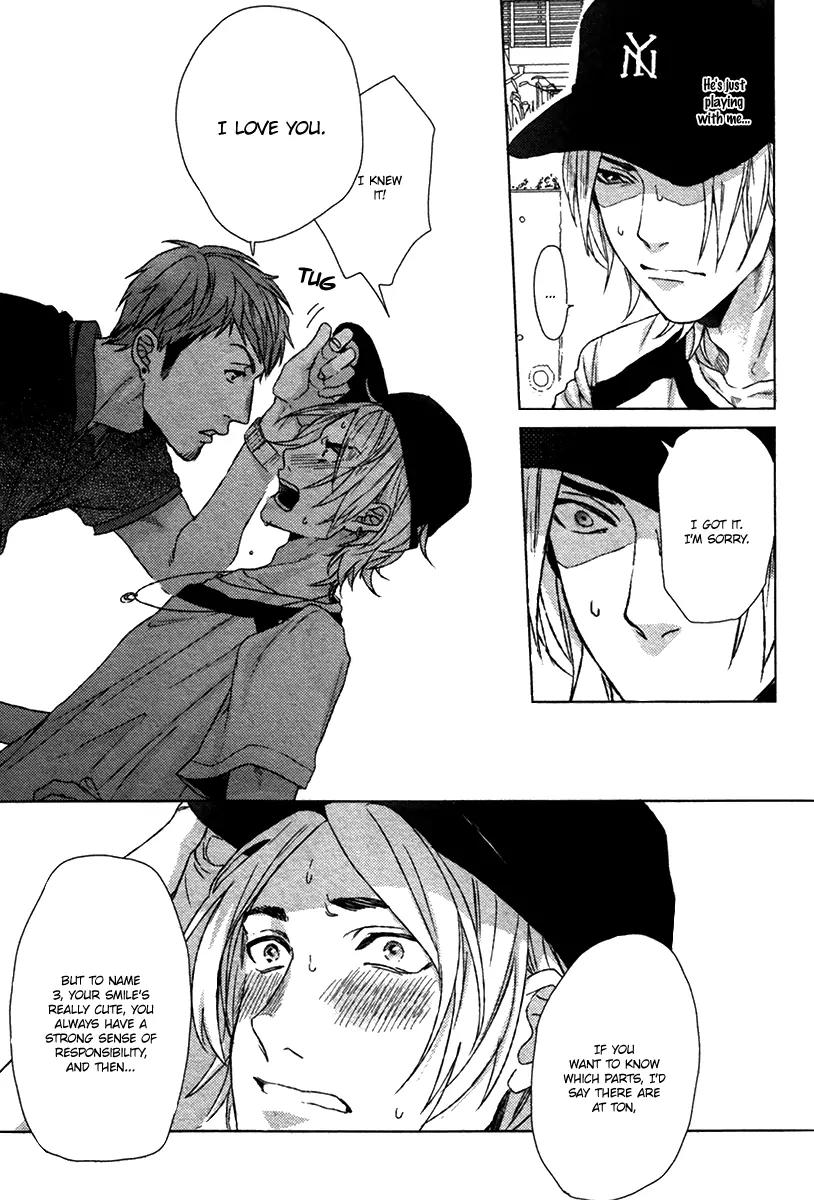 NY
He's just
playing
with me...
...
I GOT IT.
I'M SORRY.
I LOVE YOU.
I KNEW
IT!
TUG
IF YOU
WANT TO KNOW
WHICH PARTS, I'D
SAY THERE ARE
AT TON,
BUT TO NAME
3, YOUR SMILE'S
REALLY CUTE, YOU
ALWAYS HAVE A
STRONG SENSE OF
RESPONSIBILITY,
AND THEN...